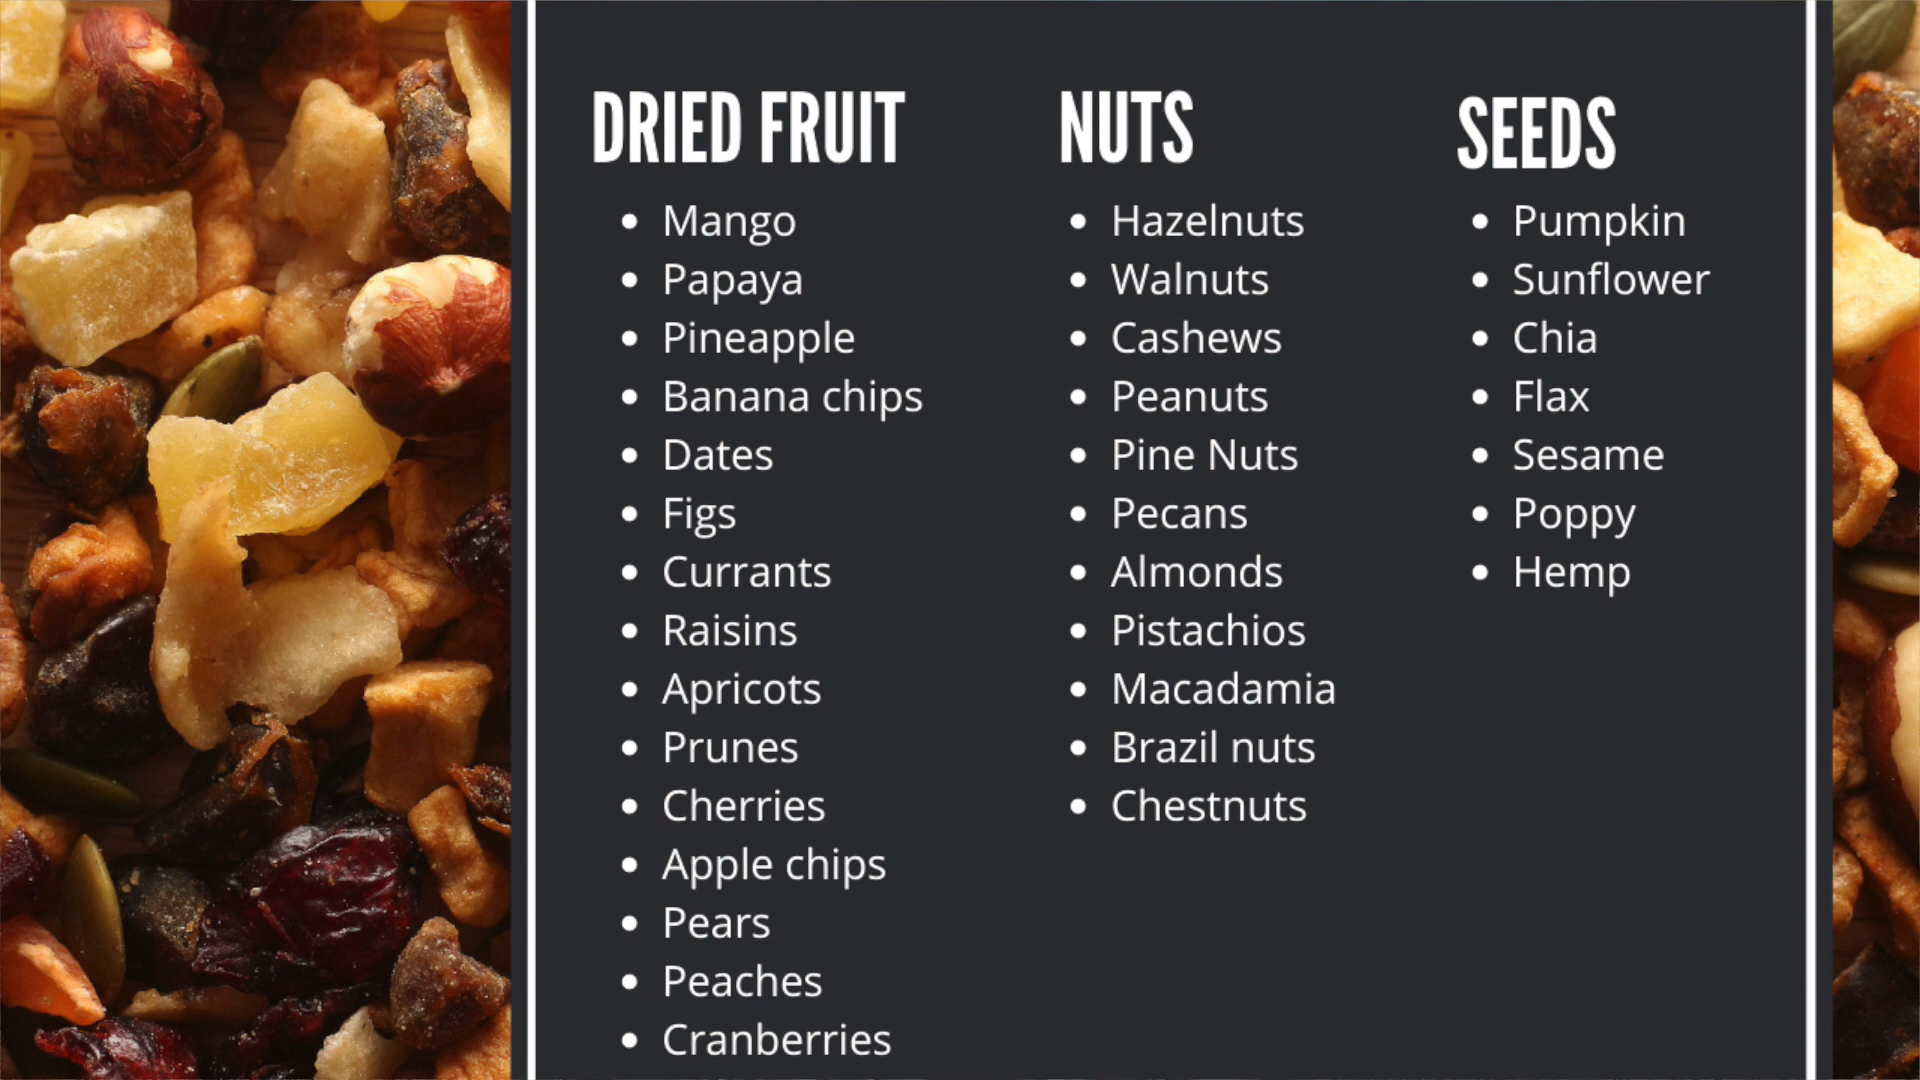 DRIED FRUIT
Mango
Papaya
Pineapple
Banana chips
Dates
Figs
Currants
Raisins
Apricots
Prunes
Cherries
Apple chips
Pears
Peaches
Cranberries
NUTS
Hazelnuts
Walnuts
Cashews
Peanuts
Pine Nuts
Pecans
Almonds
Pistachios
Macadamia
Brazil nuts
Chestnuts
SEEDS
Pumpkin
Sunflower
Chia
Flax
Sesame
Poppy
Hemp